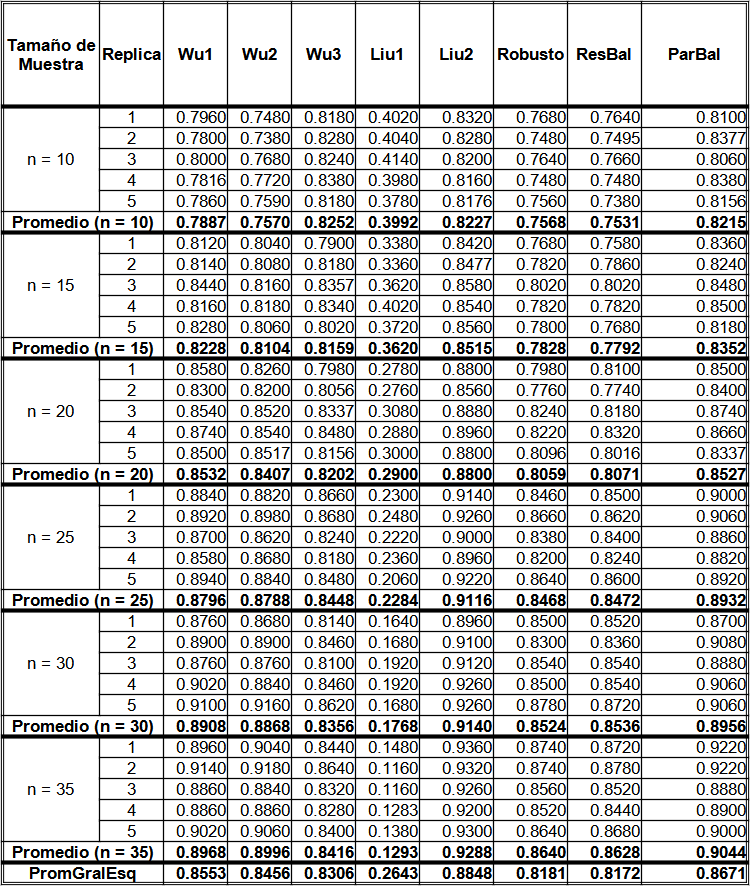 Tamaño de Muestra Replica Wu1 Wu2 Wu3 Liu1 Liu2 Robusto ResBal ParBal
n = 10
1 0.7960 0.7480 0.8180 0.4020 0.8320 0.7680 0.7640 0.8100
2 0.7800 0.7380 0.8280 0.4040 0.8280 0.7480 0.7495 0.8377
3 0.8000 0.7680 0.8240 0.4140 0.8200 0.7640 0.7660 0.8060
4 0.7816 0.7720 0.8380 0.3980 0.8160 0.7480 0.7480 0.8380
5 0.7860 0.7590 0.8180 0.3780 0.8176 0.7560 0.7380 0.8156
Promedio (n = 10) 0.7887 0.7570 0.8252 0.3992 0.8227 0.7568 0.7531 0.8215
n = 15
1 0.8120 0.8040 0.7900 0.3380 0.8420 0.7680 0.7580 0.8360
2 0.8140 0.8080 0.8180 0.3360 0.8477 0.7820 0.7860 0.8240
3 0.8440 0.8160 0.8357 0.3620 0.8580 0.8020 0.8020 0.8480
4 0.8160 0.8180 0.8340 0.4020 0.8540 0.7820 0.7820 0.8500
5 0.8280 0.8060 0.8020 0.3720 0.8560 0.7800 0.7680 0.8180
Promedio (n = 15) 0.8228 0.8104 0.8159 0.3620 0.8515 0.7828 0.7792 0.8352
n = 20
1 0.8580 0.8260 0.7980 0.2780 0.8800 0.7980 0.8100 0.8500
2 0.8300 0.8200 0.8056 0.2760 0.8560 0.7760 0.7740 0.8400
3 0.8540 0.8520 0.8337 0.3080 0.8880 0.8240 0.8180 0.8740
4 0.8740 0.8540 0.8480 0.2880 0.8960 0.8220 0.8320 0.8660
5 0.8500 0.8517 0.8156 0.3000 0.8800 0.8096 0.8016 0.8337
Promedio (n = 20) 0.8532 0.8407 0.8202 0.2900 0.8800 0.8059 0.8071 0.8527
n = 25
1 0.8840 0.8820 0.8660 0.2300 0.9140 0.8460 0.8500 0.9000
2 0.8920 0.8980 0.8680 0.2480 0.9260 0.8660 0.8620 0.9060
3 0.8700 0.8620 0.8240 0.2220 0.9000 0.8380 0.8400 0.8860
4 0.8580 0.8680 0.8180 0.2360 0.8960 0.8200 0.8240 0.8820
5 0.8940 0.8840 0.8480 0.2060 0.9220 0.8640 0.8600 0.8920
Promedio (n = 25) 0.8796 0.8788 0.8448 0.2284 0.9116 0.8468 0.8472 0.8932
n = 30
1 0.8760 0.8680 0.8140 0.1640 0.8960 0.8500 0.8520 0.8700
2 0.8900 0.8900 0.8460 0.1680 0.9100 0.8300 0.8360 0.9080
3 0.8760 0.8760 0.8100 0.1920 0.9120 0.8540 0.8540 0.8880
4 0.9020 0.8840 0.8460 0.1920 0.9260 0.8500 0.8540 0.9060
5 0.9100 0.9160 0.8620 0.1680 0.9260 0.8780 0.8720 0.9060
Promedio (n = 30) 0.8908 0.8868 0.8356 0.1768 0.9140 0.8524 0.8536 0.8956
n = 35
1 0.8960 0.9040 0.8440 0.1480 0.9360 0.8740 0.8720 0.9220
2 0.9140 0.9180 0.8640 0.1160 0.9320 0.8740 0.8780 0.9220
3 0.8860 0.8840 0.8320 0.1160 0.9260 0.8560 0.8520 0.8880
4 0.8860 0.8860 0.8280 0.1283 0.9200 0.8520 0.8440 0.8900
5 0.9020 0.9060 0.8400 0.1380 0.9300 0.8640 0.8680 0.9000
Promedio (n = 35) 0.8968 0.8996 0.8416 0.1293 0.9288 0.8640 0.8628 0.9044
PromGralEsq 0.8553 0.8456 0.8306 0.2643 0.8848 0.8181 0.8172 0.8671